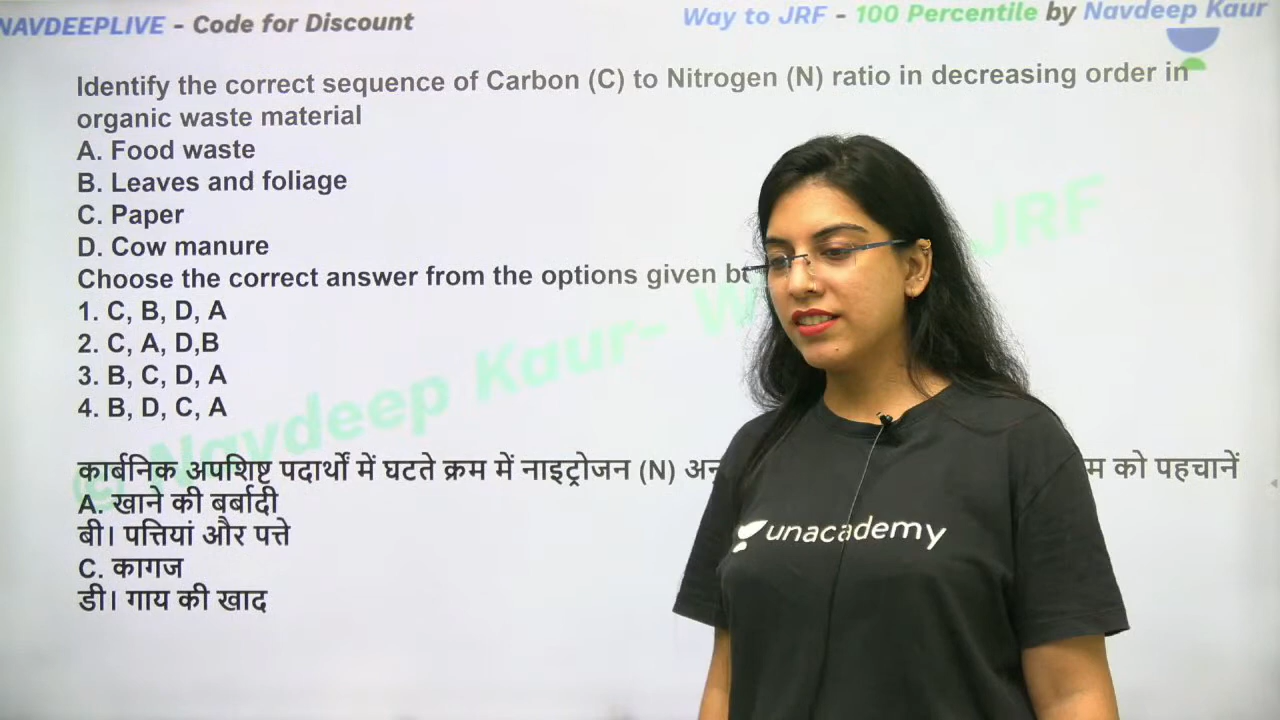 NAVDEEPLIVE - Code for Discount
Way to JRF - 100 Percentile by Navdeep Kaur
Identify the correct sequence of Carbon (C) to Nitrogen (N) ratio in decreasing order in
organic waste material
A. Food waste
B. Leaves and foliage
C. Paper
D. Cow manure
Choose the correct answer from the options given
1. C, B, D, A
2. C, A, D,B
3. B, C, D, A
4. B, D, C, A
कार्बनिक अपशिष्ट पदार्थों में घटते क्रम में नाइट्रोजन (N) को पहचानें
A. खाने की बर्बादी
बी। पत्तियां और पत्ते
C. कागज
डी। गाय की खाद
© Navdeep Kaur- JRF
unacademy